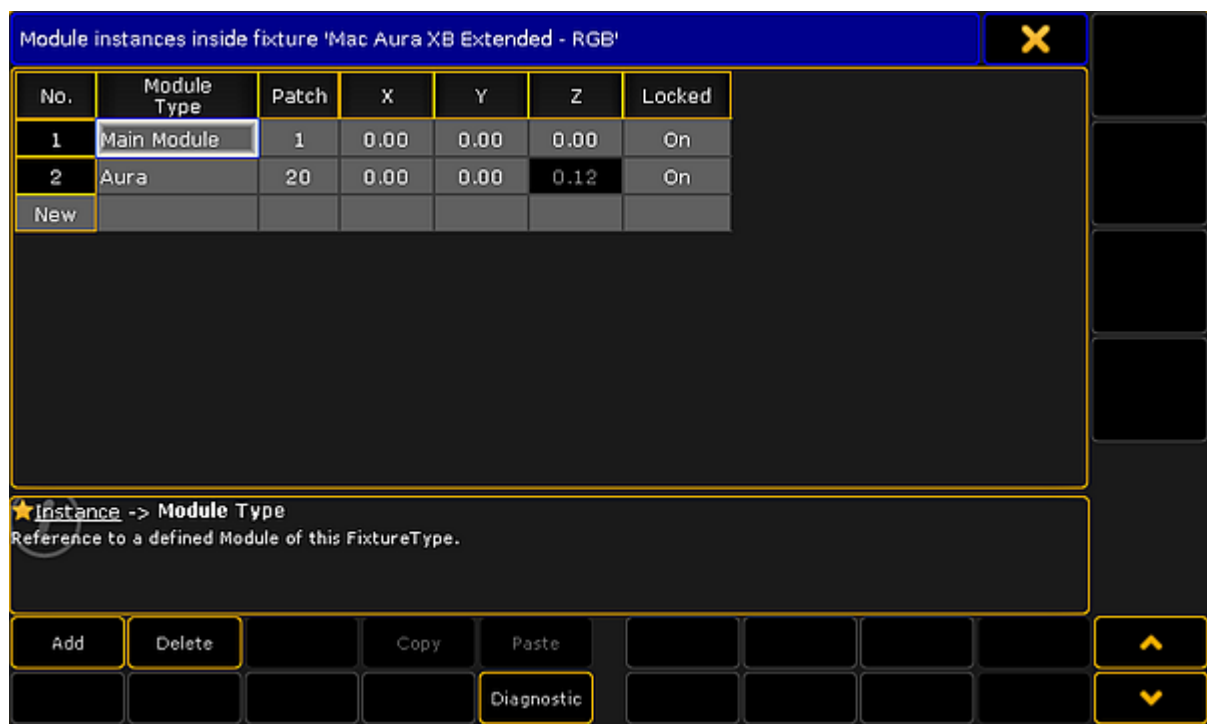 Module instances inside fixture 'Mac Aura XB Extended - RGB'
No. Module Type Patch X Y Z Locked
1 Main Module 1 0.00 0.00 0.00 On
2 Aura 20 0.00 0.00 0.12 On
New
Instance -> Module Type
Reference to a defined Module of this FixtureType.
Add Delete Copy Paste
Diagnostic